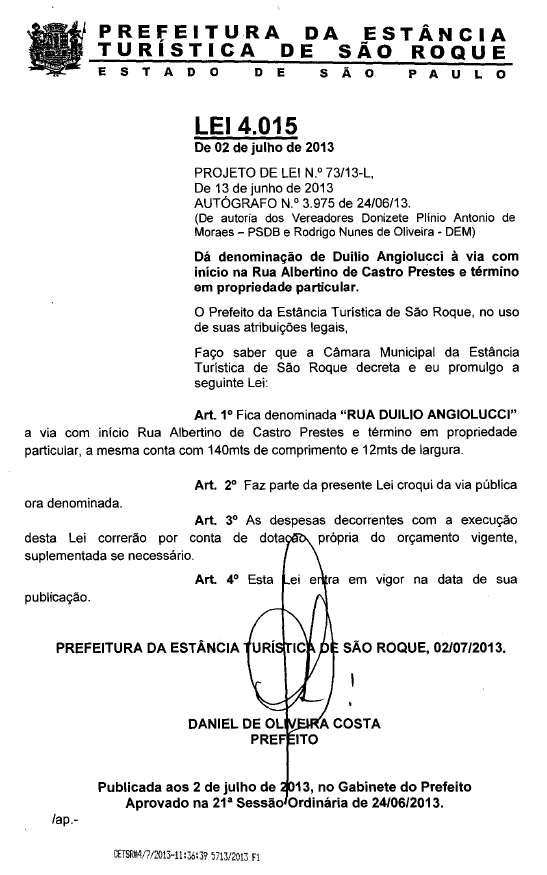 PREFEITURA DA ESTÂNCIA
TURÍSTICA DE SÃO ROQUE
ESTADO DE SÃO PAULO
LEI 4.015
De 02 de julho de 2013
PROJETO DE LEI N.º 73/13-L,
De 13 de junho de 2013
AUTÓGRAFO N.º 3.975 de 24/06/13.
(De autoria dos Vereadores Donizete Plínio Antonio de
Moraes – PSDB e Rodrigo Nunes de Oliveira - DEM)
Dá denominação de Duilio Angiolucci à via com
início na Rua Albertino de Castro Prestes e término
em propriedade particular.
O Prefeito da Estância Turística de São Roque, no uso
de suas atribuições legais,
Faço saber que a Câmara Municipal da Estância
Turística de São Roque decreta e eu promulgo a
seguinte Lei:
Art. 1º Fica denominada “RUA DUILIO ANGIOLUCCI”
a via com início Rua Albertino de Castro Prestes e término em propriedade
particular, a mesma conta com 140mts de comprimento e 12mts de largura.
Art. 2º Faz parte da presente Lei croqui da via pública
ora denominada.
Art. 3º As despesas decorrentes com a execução
desta Lei correrão por conta de dotação própria do orçamento vigente,
suplementada se necessário.
Art. 4º Esta Lei entra em vigor na data de sua
publicação.
PREFEITURA DA ESTÂNCIA TURÍSTICA DE SÃO ROQUE, 02/07/2013.
DANIEL DE OLIVEIRA COSTA
PREFEITO
Publicada aos 2 de julho de 2013, no Gabinete do Prefeito
Aprovado na 21ª Sessão Ordinária de 24/06/2013.
/ap.-
CETSR#4/7/2013-11:36:39 5713/2013 F1